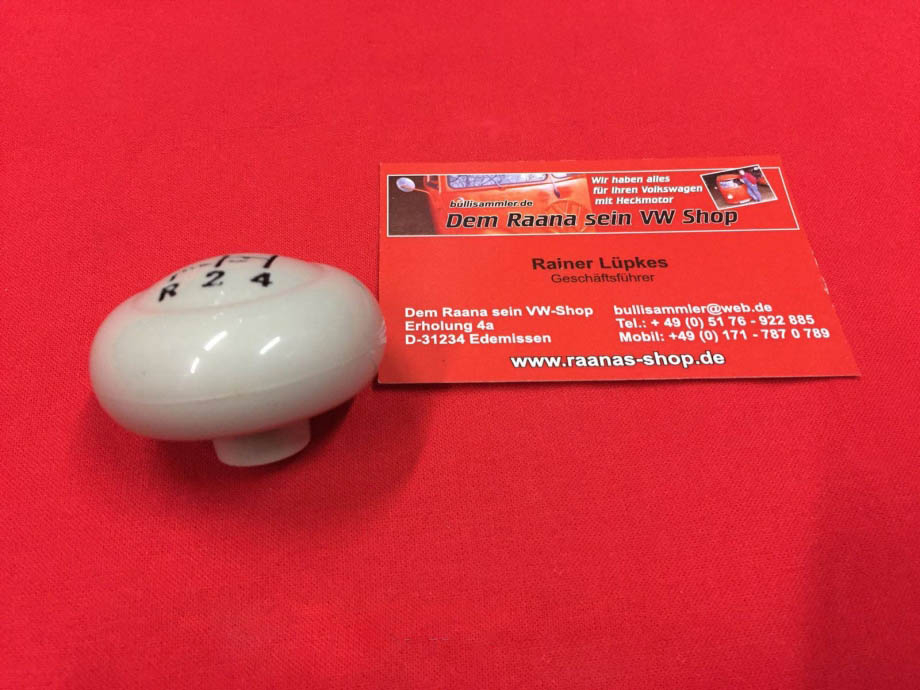 R 2 4
Wir haben alles
für Ihren Volkswagen
mit Heckmotor
bullisammler.de
Dem Raana sein VW Shop
Rainer Lüpkes
Geschäftsführer
Dem Raana sein VW-Shop
Erholung 4a
D-31234 Edemissen
bullisammler@web.de
Tel.: + 49 (0) 51 76 - 922 885
Mobil: +49 (0) 171 - 787 0 789
www.raanas-shop.de